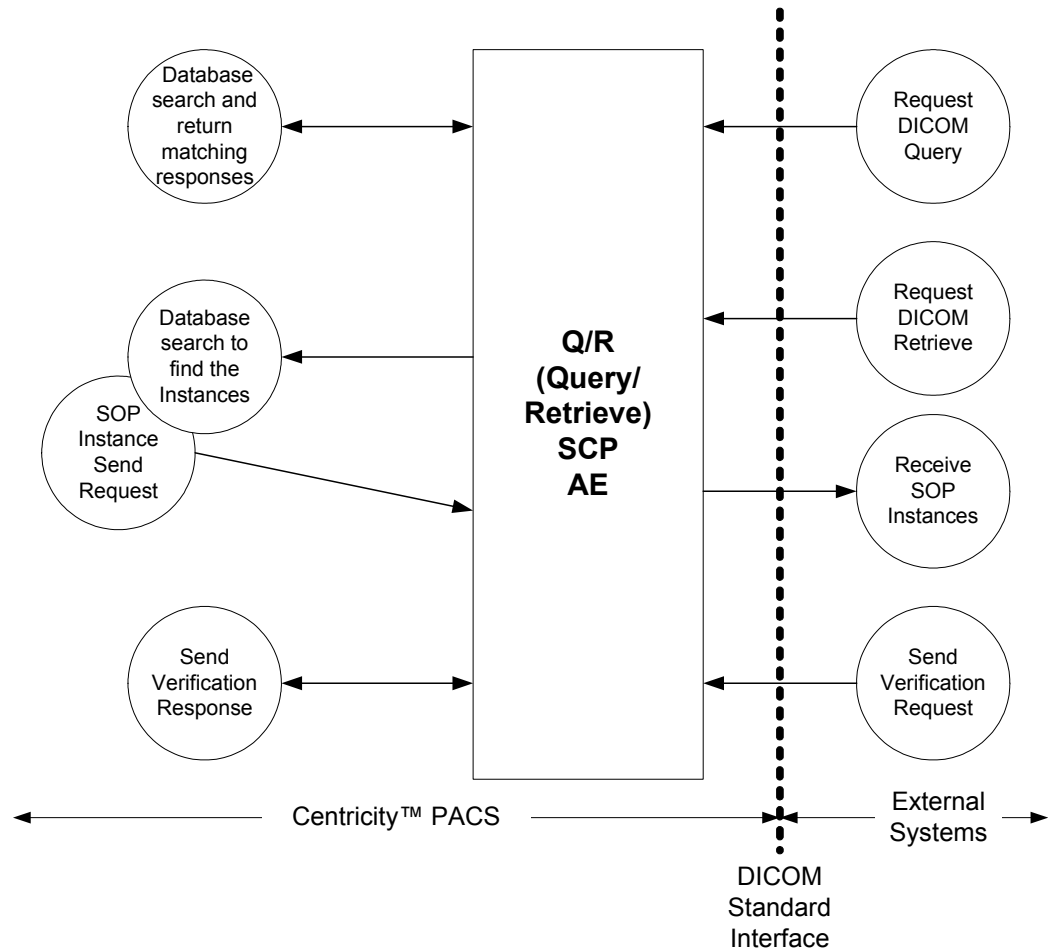 Database
search and
return
matching
responses
Request
DICOM
Query
Database
search to
find the
Instances
Request
DICOM
Retrieve
SOP
Instance
Send
Request
Q/R
(Query/
Retrieve)
SCP
AE
Receive
SOP
Instances
Send
Verification
Response
Send
Verification
Request
Centricity™ PACS
External
Systems
DICOM
Standard
Interface